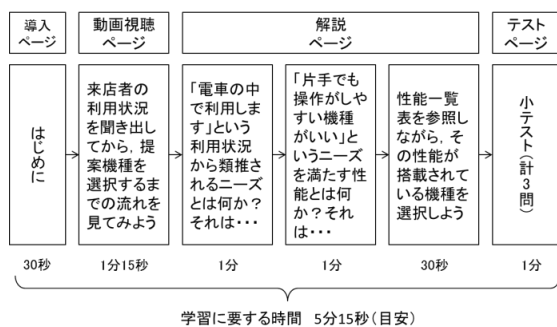 導入
ページ
動画視聴
ページ
解説
ページ
テスト
ページ
はじめに
来店者の
利用状況
を聞き出し
てから，提
案機種を
選択するま
での流れを
見てみよう
「電車の中
で利用しま
す」という
利用状況
から類推さ
れるニーズ
とは何か？
それは・・・
「片手でも
操作がし
やすい機
種がいい」と
いうニーズ
を満たす性
能とは何
か？それ
は・・・
性能一覧
表を参照し
ながら，そ
の性能が
搭載されて
いる機種を
選択しよう
小テスト（計3問）
30秒
1分15秒
1分
1分
30秒
1分
学習に要する時間　5分15秒（目安）